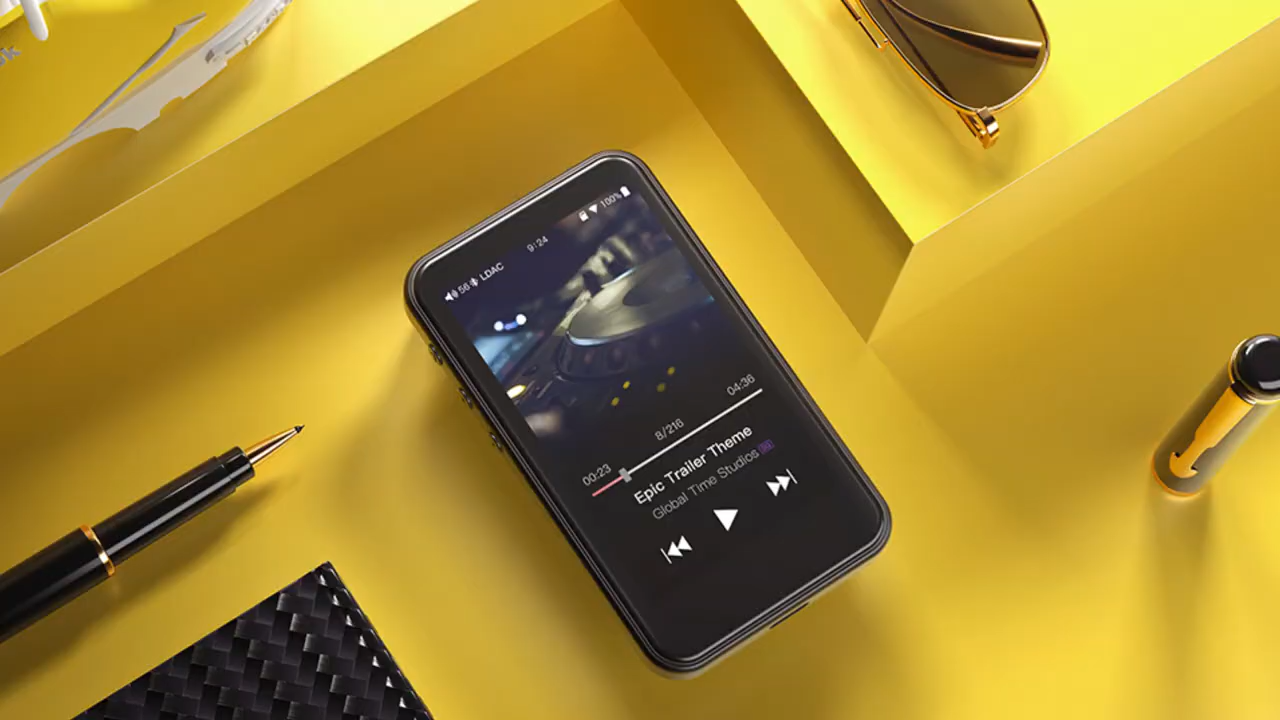 56 LDAC
9:24
100%
00:23
8/216
04:36
Epic Trailer Theme
Global Time Studios